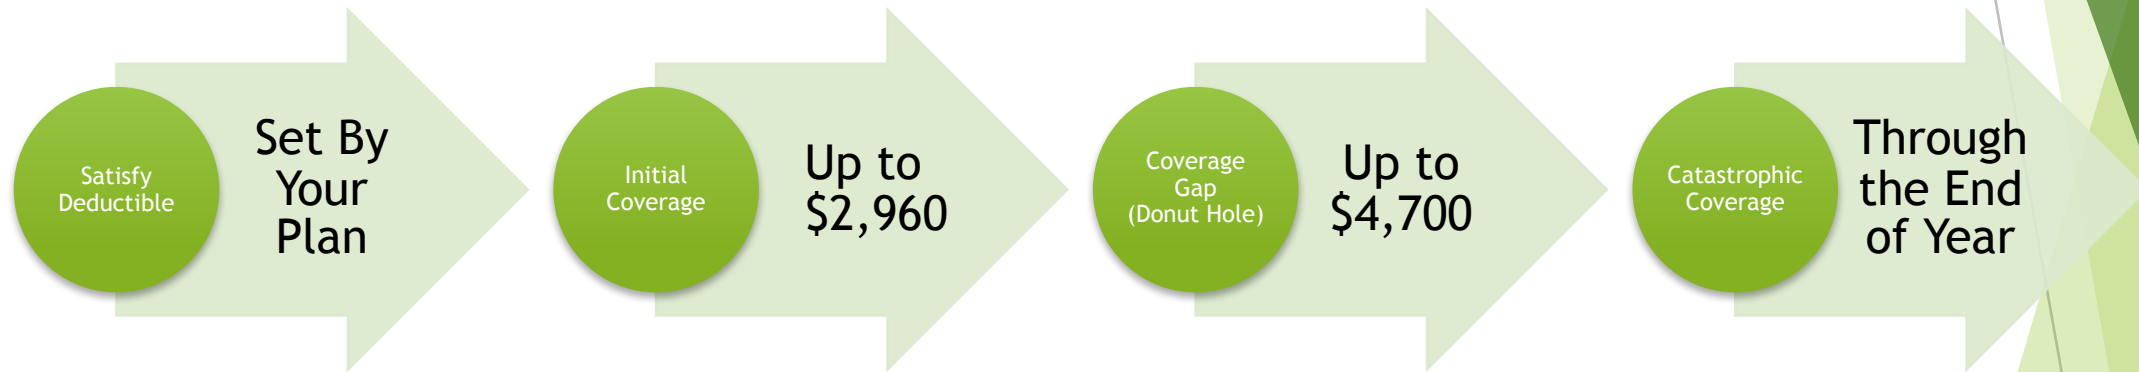 Satisfy
Deductible
Set By
Your
Plan
Initial
Coverage
Up to
$2,960
Coverage
Gap
(Donut Hole)
Up to
$4,700
Catastrophic
Coverage
Through
the End
of Year